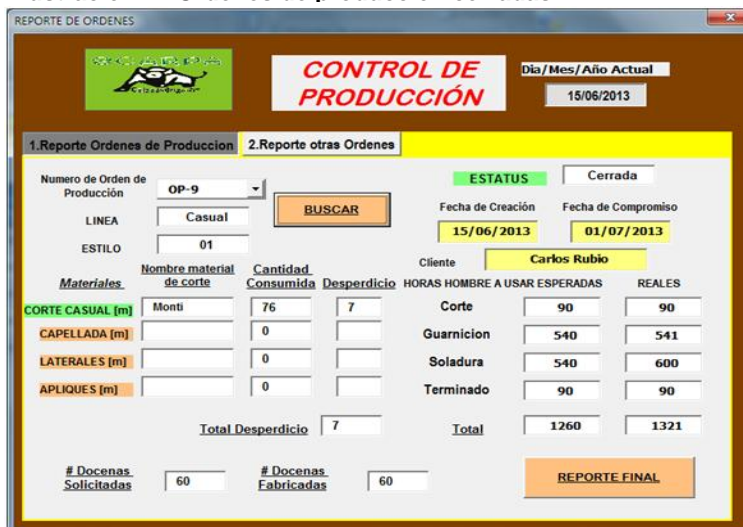 REPORTE DE ORDENES
CONTROL DE
PRODUCCIÓN
Dia/Mes/Año Actual
15/06/2013
1.Reporte Ordenes de Produccion
2.Reporte otras Ordenes
Numero de Orden de
Producción
OP-9
BUSCAR
ESTATUS
Cerrada
LINEA
Casual
Fecha de Creación
Fecha de Compromiso
15/06/2013
01/07/2013
ESTILO
01
Cliente
Carlos Rubio
Materiales
Nombre material
de corte
Cantidad
Consumida
Desperdicio
HORAS HOMBRE A USAR ESPERADAS
REALES
CORTE CASUAL [m]
Monti
76
7
Corte
90
90
CAPELLADA [m]
0
Guarnicion
540
541
LATERALES [m]
0
Soladura
540
600
APLIQUES [m]
0
Terminado
90
90
Total Desperdicio
7
Total
1260
1321
# Docenas
Solicitadas
60
# Docenas
Fabricadas
60
REPORTE FINAL